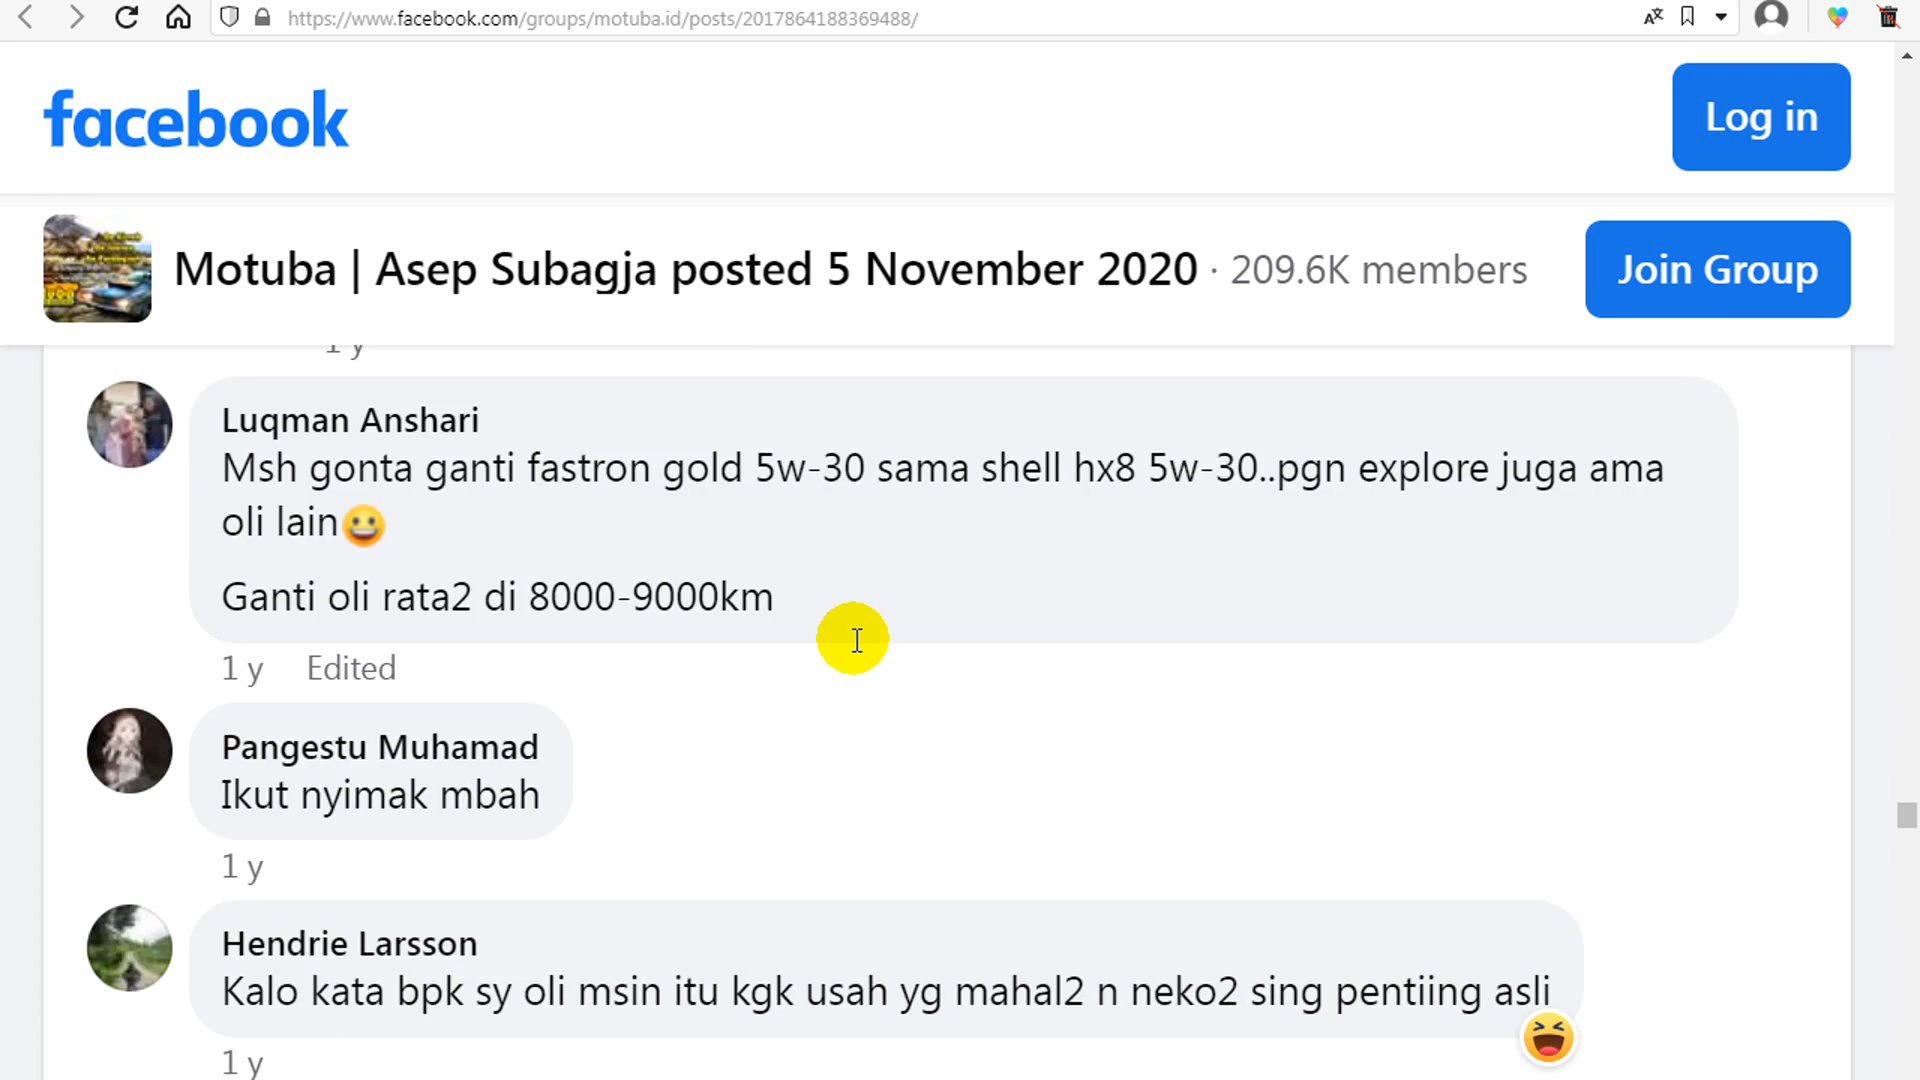 https://www.facebook.com/groups/motuba.id/posts/2017864188369488/
facebook
Log in
Motuba | Asep Subagja posted 5 November 2020 · 209.6K members
Join Group
1 y
Luqman Anshari
Msh gonta ganti fastron gold 5w-30 sama shell hx8 5w-30..pgn explore juga ama
oli lain😀
Ganti oli rata2 di 8000-9000km
1 y Edited
Pangestu Muhamad
Ikut nyimak mbah
1 y
Hendrie Larsson
Kalo kata bpk sy oli msin itu kgk usah yg mahal2 n neko2 sing pentiing asli
1 y